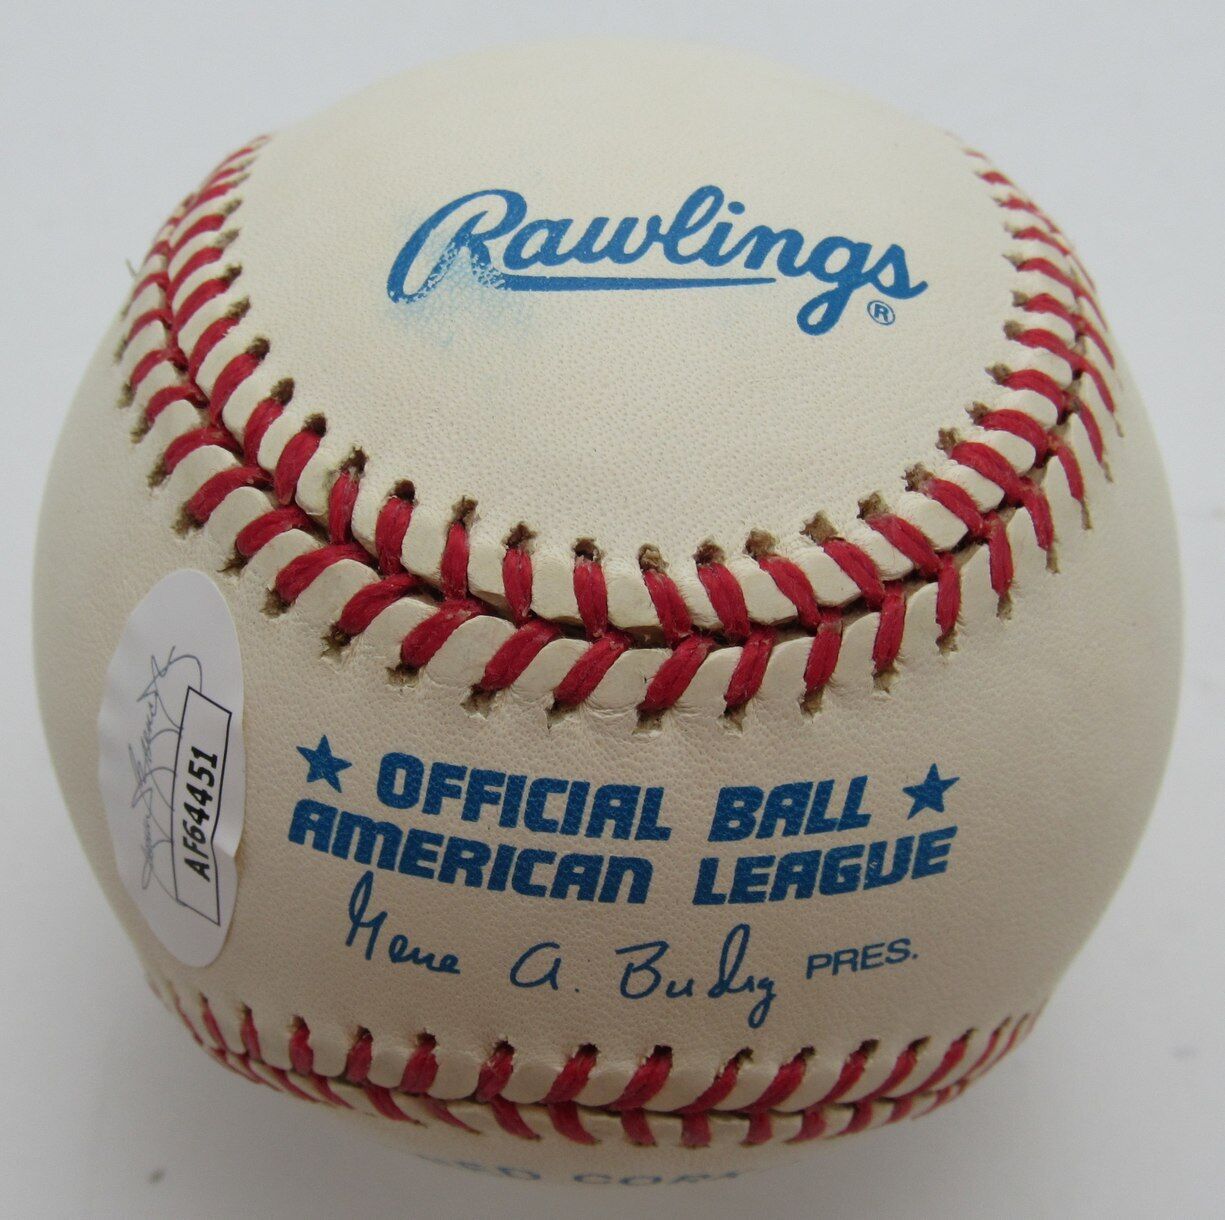 Rawlings ®
★ OFFICIAL BALL ★
AMERICAN LEAGUE
Gene A. Budig PRES.
AF64451